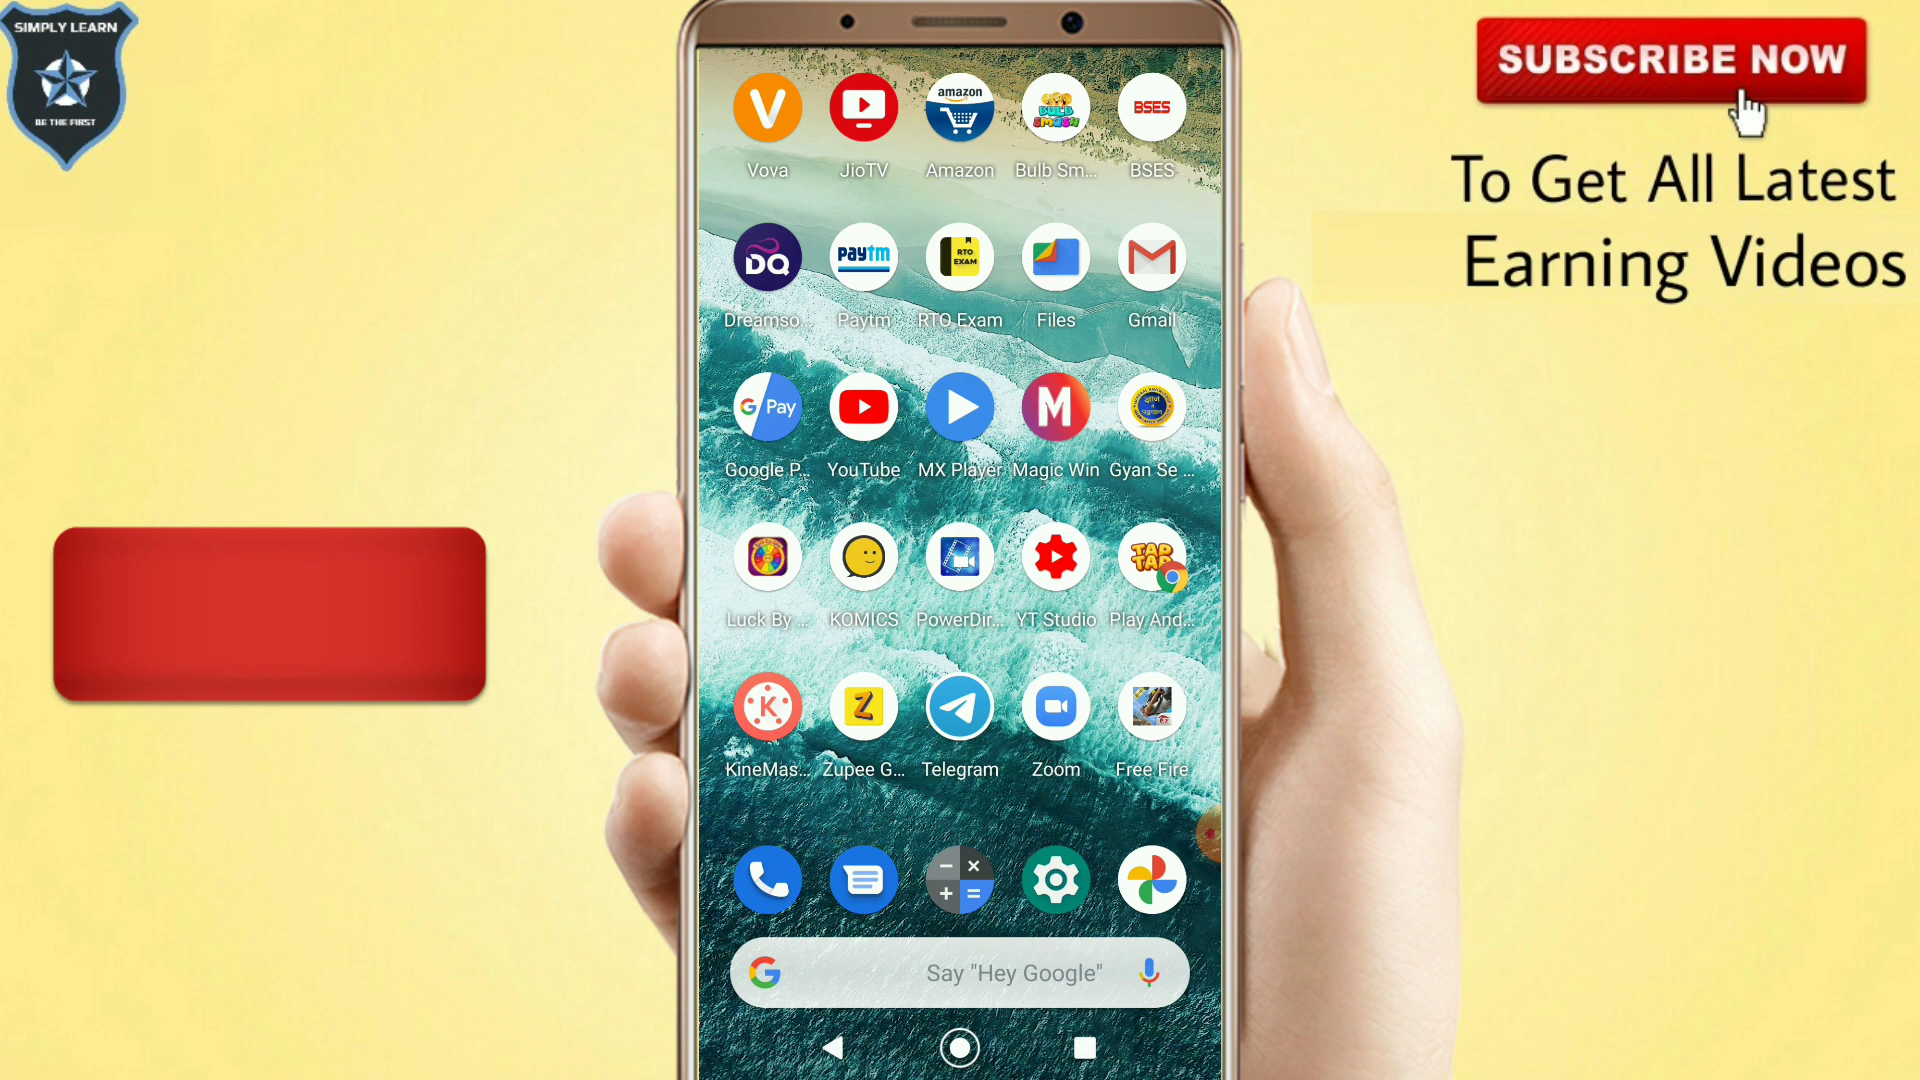 SIMPLY LEARN
BE THE FIRST
SUBSCRIBE NOW
To Get All Latest
Earning Videos
V
amazon
BULB
SMASH
BSES
Vova
JioTV
Amazon
Bulb Sm...
BSES
DQ
paytm
RTO
EXAM
Dreamso...
Paytm
RTO Exam
Files
Gmail
G Pay
M
Google P...
YouTube
MX Player
Magic Win
Gyan Se ...
TAP
TAP
Luck By ...
KOMICS
PowerDir...
YT Studio
Play And...
K
Z
KineMas...
Zupee G...
Telegram
Zoom
Free Fire
− ×
+ =
G
Say "Hey Google"